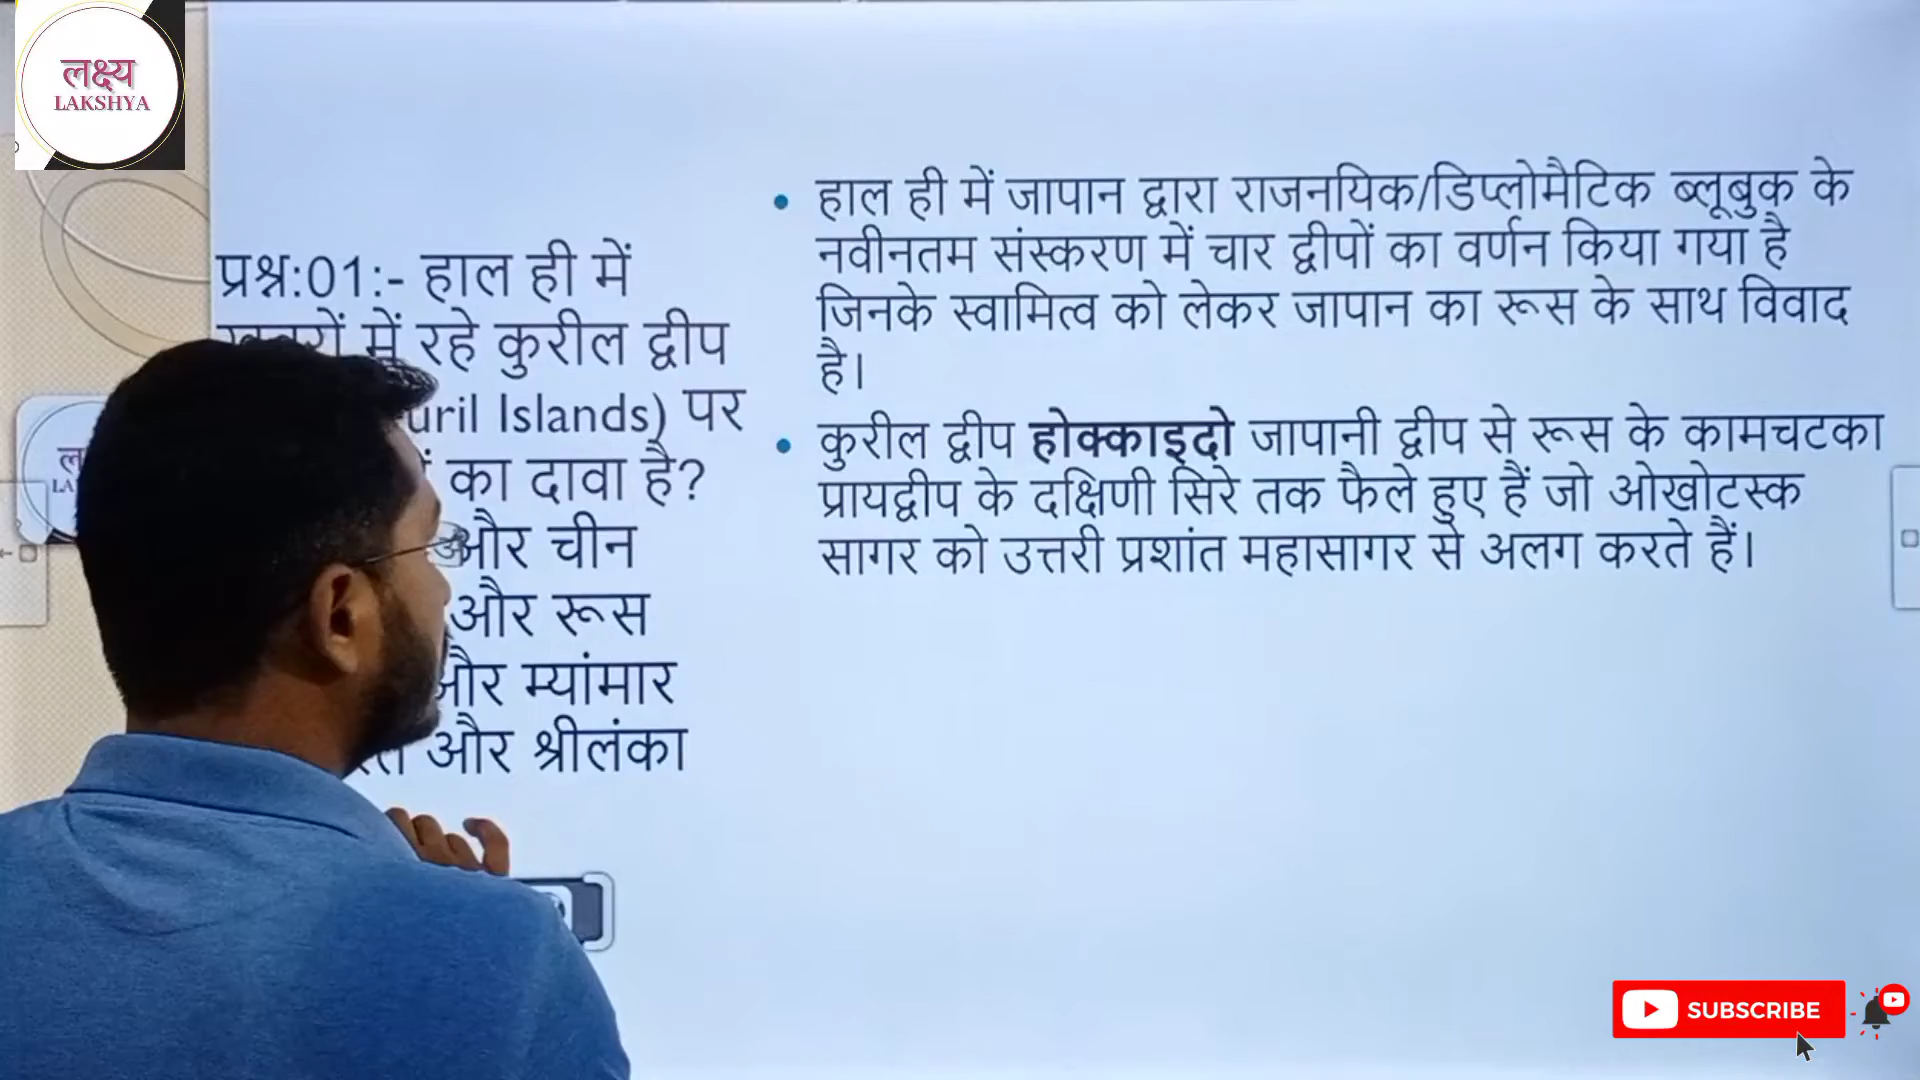 लक्ष्य
LAKSHYA
प्रश्न:01:- हाल ही में
में रहे कुरील द्वीप
uril Islands) पर
का दावा है?
और चीन
और रूस
और म्यांमार
और श्रीलंका
• हाल ही में जापान द्वारा राजनयिक/डिप्लोमैटिक ब्लूबुक के
नवीनतम संस्करण में चार द्वीपों का वर्णन किया गया है
जिनके स्वामित्व को लेकर जापान का रूस के साथ विवाद
है।
• कुरील द्वीप होक्काइदो जापानी द्वीप से रूस के कामचटका
प्रायद्वीप के दक्षिणी सिरे तक फैले हुए हैं जो ओखोटस्क
सागर को उत्तरी प्रशांत महासागर से अलग करते हैं।
SUBSCRIBE